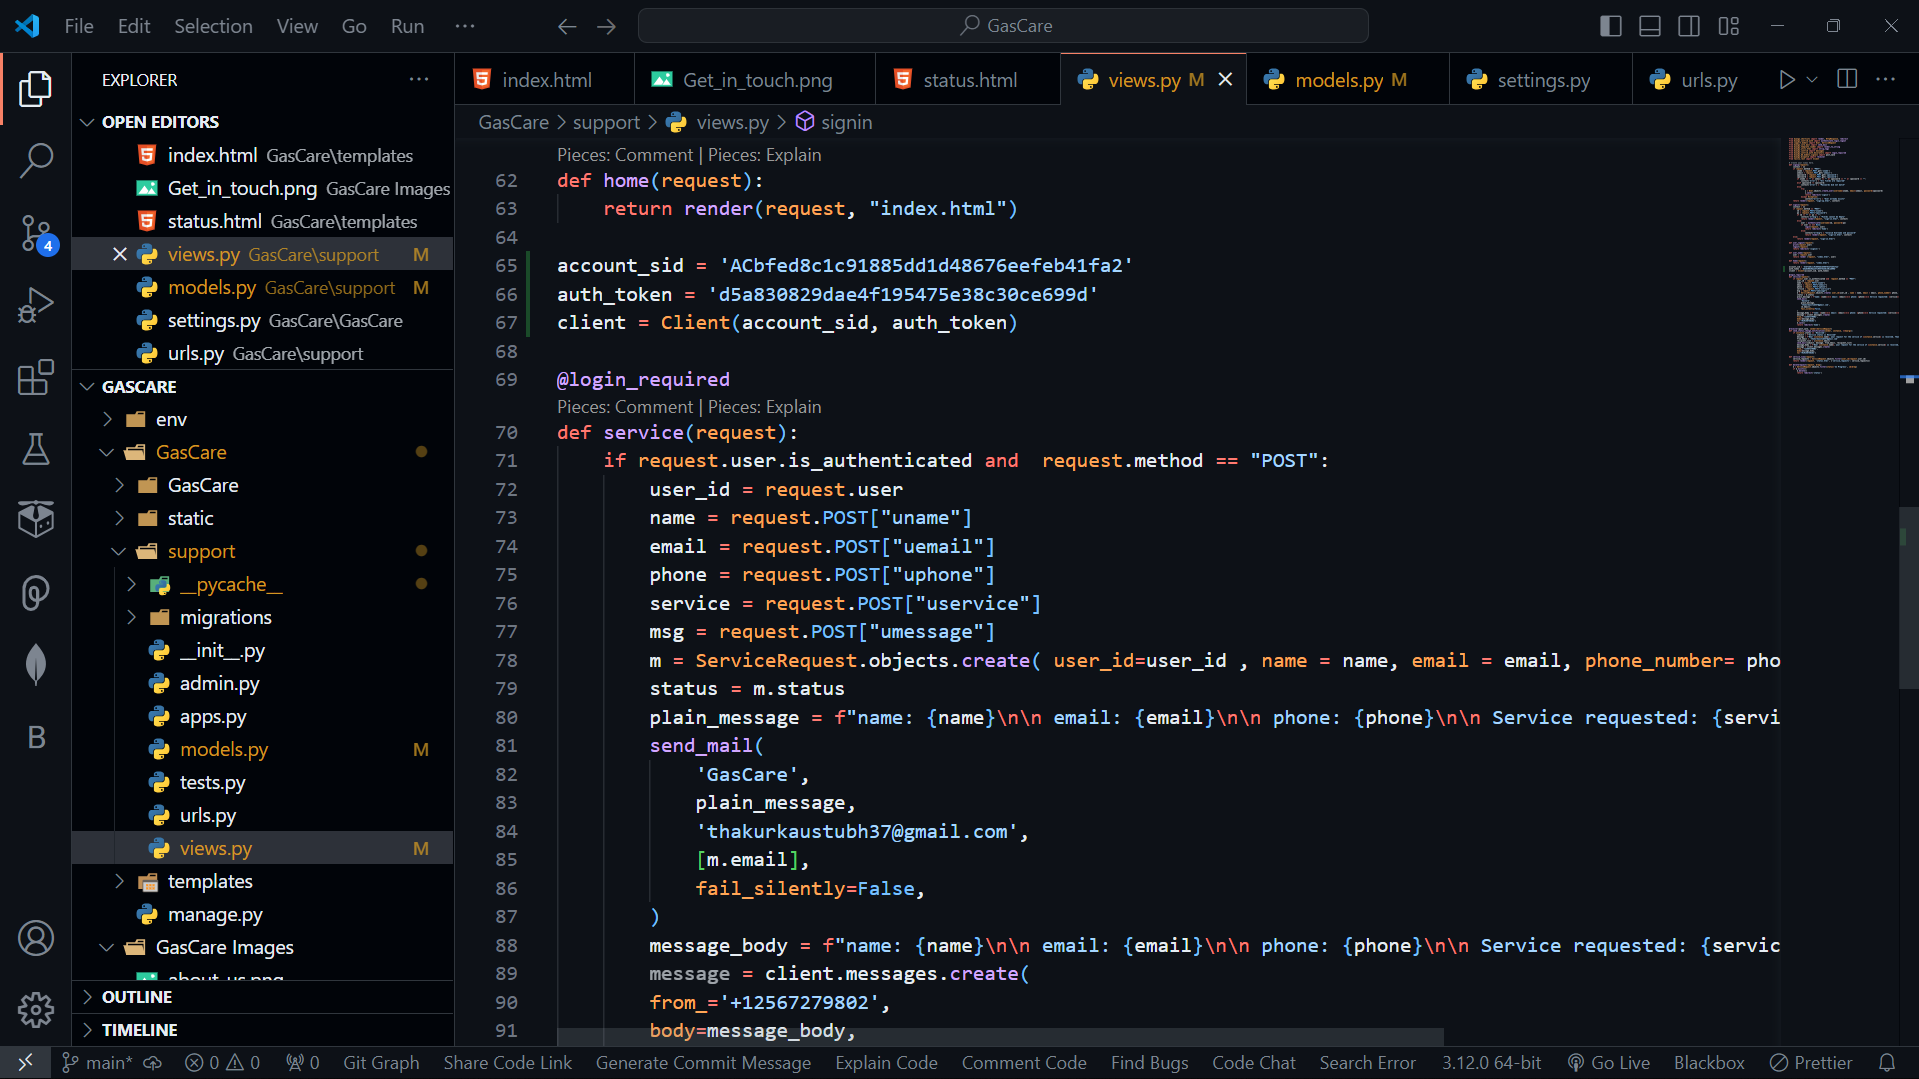 File Edit Selection View Go Run ··· GasCare
EXPLORER ···
OPEN EDITORS
index.html GasCare\templates
Get_in_touch.png GasCare Images
status.html GasCare\templates
views.py GasCare\support M
models.py GasCare\support M
settings.py GasCare\GasCare
urls.py GasCare\support
GASCARE
env
GasCare
GasCare
static
support
__pycache__
migrations
__init__.py
admin.py
apps.py
models.py M
tests.py
urls.py
views.py M
templates
manage.py
GasCare Images
about_us.png
OUTLINE
TIMELINE
4
B
index.html Get_in_touch.png status.html views.py M models.py M settings.py urls.py ···
GasCare > support > views.py > signin
Pieces: Comment | Pieces: Explain
62 def home(request):
63 return render(request, "index.html")
64
65 account_sid = 'ACbfed8c1c91885dd1d48676eefeb41fa2'
66 auth_token = 'd5a830829dae4f195475e38c30ce699d'
67 client = Client(account_sid, auth_token)
68
69 @login_required
Pieces: Comment | Pieces: Explain
70 def service(request):
71 if request.user.is_authenticated and  request.method == "POST":
72 user_id = request.user
73 name = request.POST["uname"]
74 email = request.POST["uemail"]
75 phone = request.POST["uphone"]
76 service = request.POST["uservice"]
77 msg = request.POST["umessage"]
78 m = ServiceRequest.objects.create( user_id=user_id , name = name, email = email, phone_number= pho
79 status = m.status
80 plain_message = f"name: {name}\n\n email: {email}\n\n phone: {phone}\n\n Service requested: {servi
81 send_mail(
82 'GasCare',
83 plain_message,
84 'thakurkaustubh37@gmail.com',
85 [m.email],
86 fail_silently=False,
87 )
88 message_body = f"name: {name}\n\n email: {email}\n\n phone: {phone}\n\n Service requested: {servic
89 message = client.messages.create(
90 from_='+12567279802',
91 body=message_body,
main* 0 0 0 Git Graph Share Code Link Generate Commit Message Explain Code Comment Code Find Bugs Code Chat Search Error 3.12.0 64-bit Go Live Blackbox Prettier